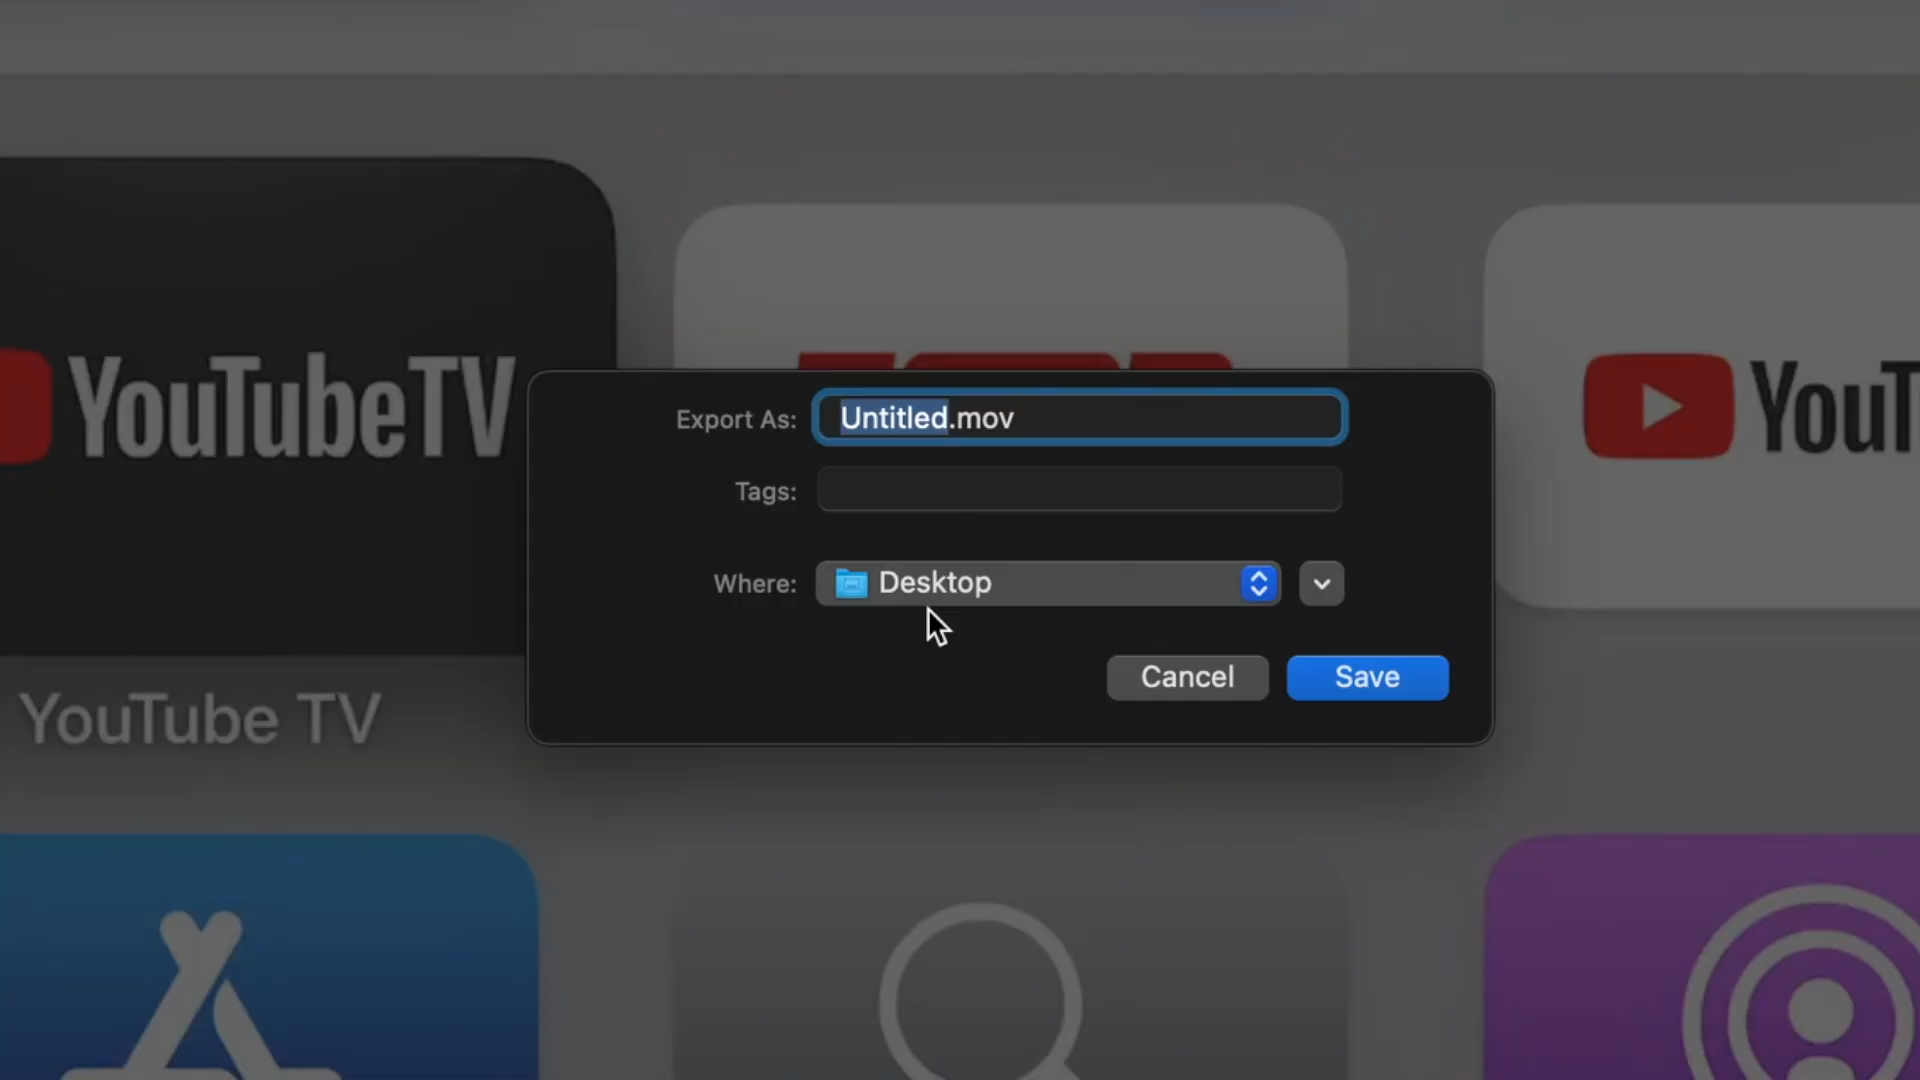 YouTubeTV
YouT
Export As: Untitled.mov
Tags:
Where: Desktop
Cancel Save
YouTube TV